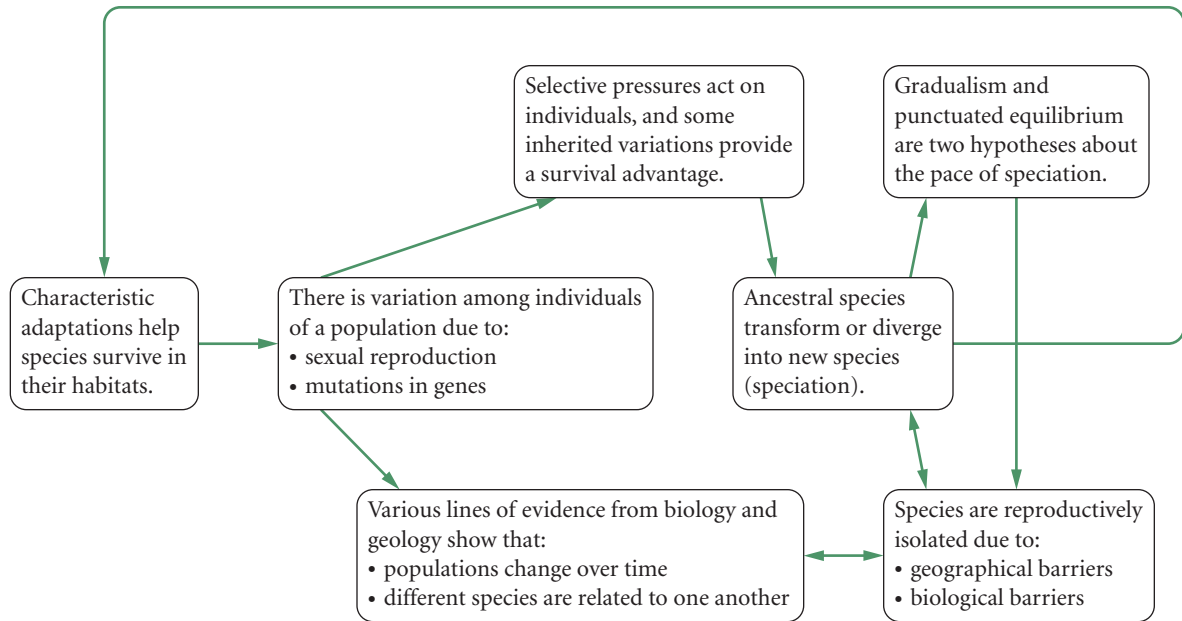 Selective pressures act on
individuals, and some
inherited variations provide
a survival advantage.
Gradualism and
punctuated equilibrium
are two hypotheses about
the pace of speciation.
Characteristic
adaptations help
species survive in
their habitats.
There is variation among individuals
of a population due to:
• sexual reproduction
• mutations in genes
Ancestral species
transform or diverge
into new species
(speciation).
Various lines of evidence from biology and
geology show that:
• populations change over time
• different species are related to one another
Species are reproductively
isolated due to:
• geographical barriers
• biological barriers